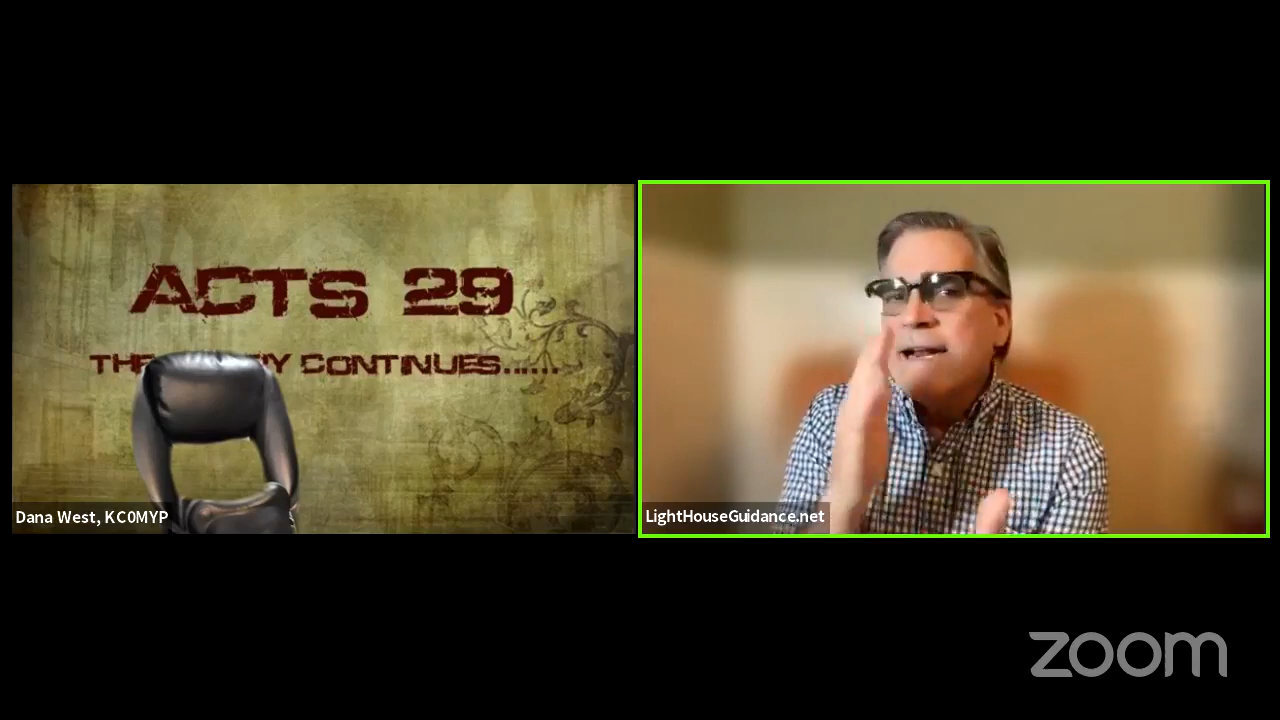 ACTS 29
CONTINUES......
Dana West, KC0MYP
LightHouseGuidance.net
zoom